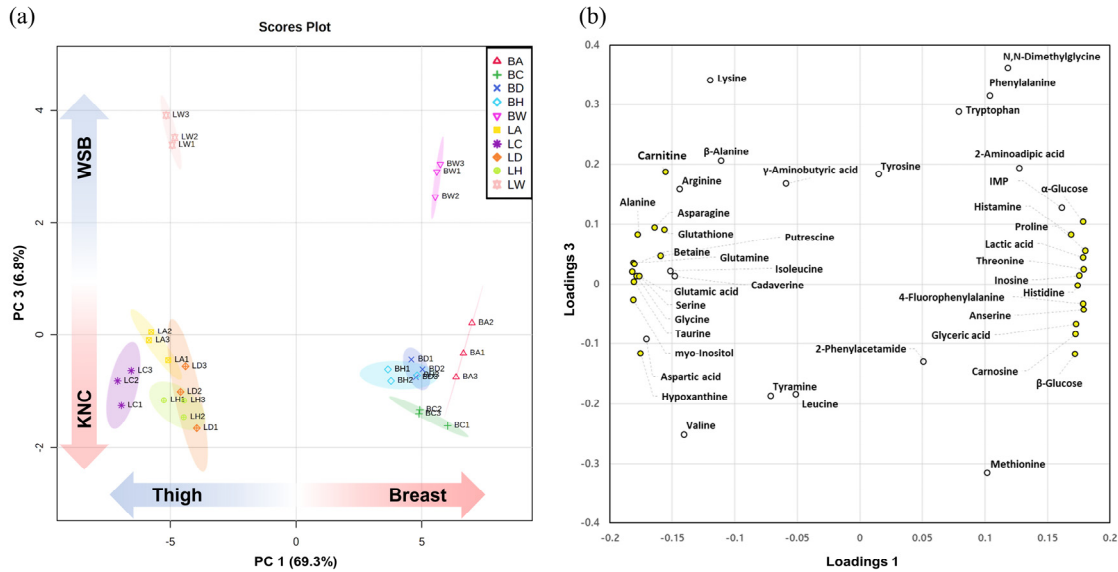 (a)
Scores Plot
PC 3 (6.8%)
4
2
0
-2
WSB
KNC
LW3
LW2
LW1
BW3
BW1
BW2
BA2
BA1
BA3
LA2
LA3
LA1
LD3
LC3
LC2
LC1
LD2
LH1
LH3
LH2
LD1
BD1
BH1
BD2
BH2
BC2
BC3
BC1
BA
BC
BD
BH
BW
LA
LC
LD
LH
LW
Thigh
Breast
-5
0
5
PC 1 (69.3%)
(b)
Loadings 3
0.4
0.3
0.2
0.1
0
-0.1
-0.2
-0.3
-0.4
N,N-Dimethylglycine
Lysine
Phenylalanine
Tryptophan
β-Alanine
Carnitine
Tyrosine
2-Aminoadipic acid
γ-Aminobutyric acid
Arginine
IMP
α-Glucose
Alanine
Histamine
Asparagine
Proline
Glutathione
Putrescine
Lactic acid
Betaine
Glutamine
Threonine
Isoleucine
Inosine
Cadaverine
Glutamic acid
Histidine
4-Fluorophenylalanine
Serine
Anserine
Glycine
Glyceric acid
Taurine
2-Phenylacetamide
myo-Inositol
Carnosine
Aspartic acid
β-Glucose
Hypoxanthine
Tyramine
Leucine
Valine
Methionine
-0.2
-0.15
-0.1
-0.05
0
0.05
0.1
0.15
0.2
Loadings 1